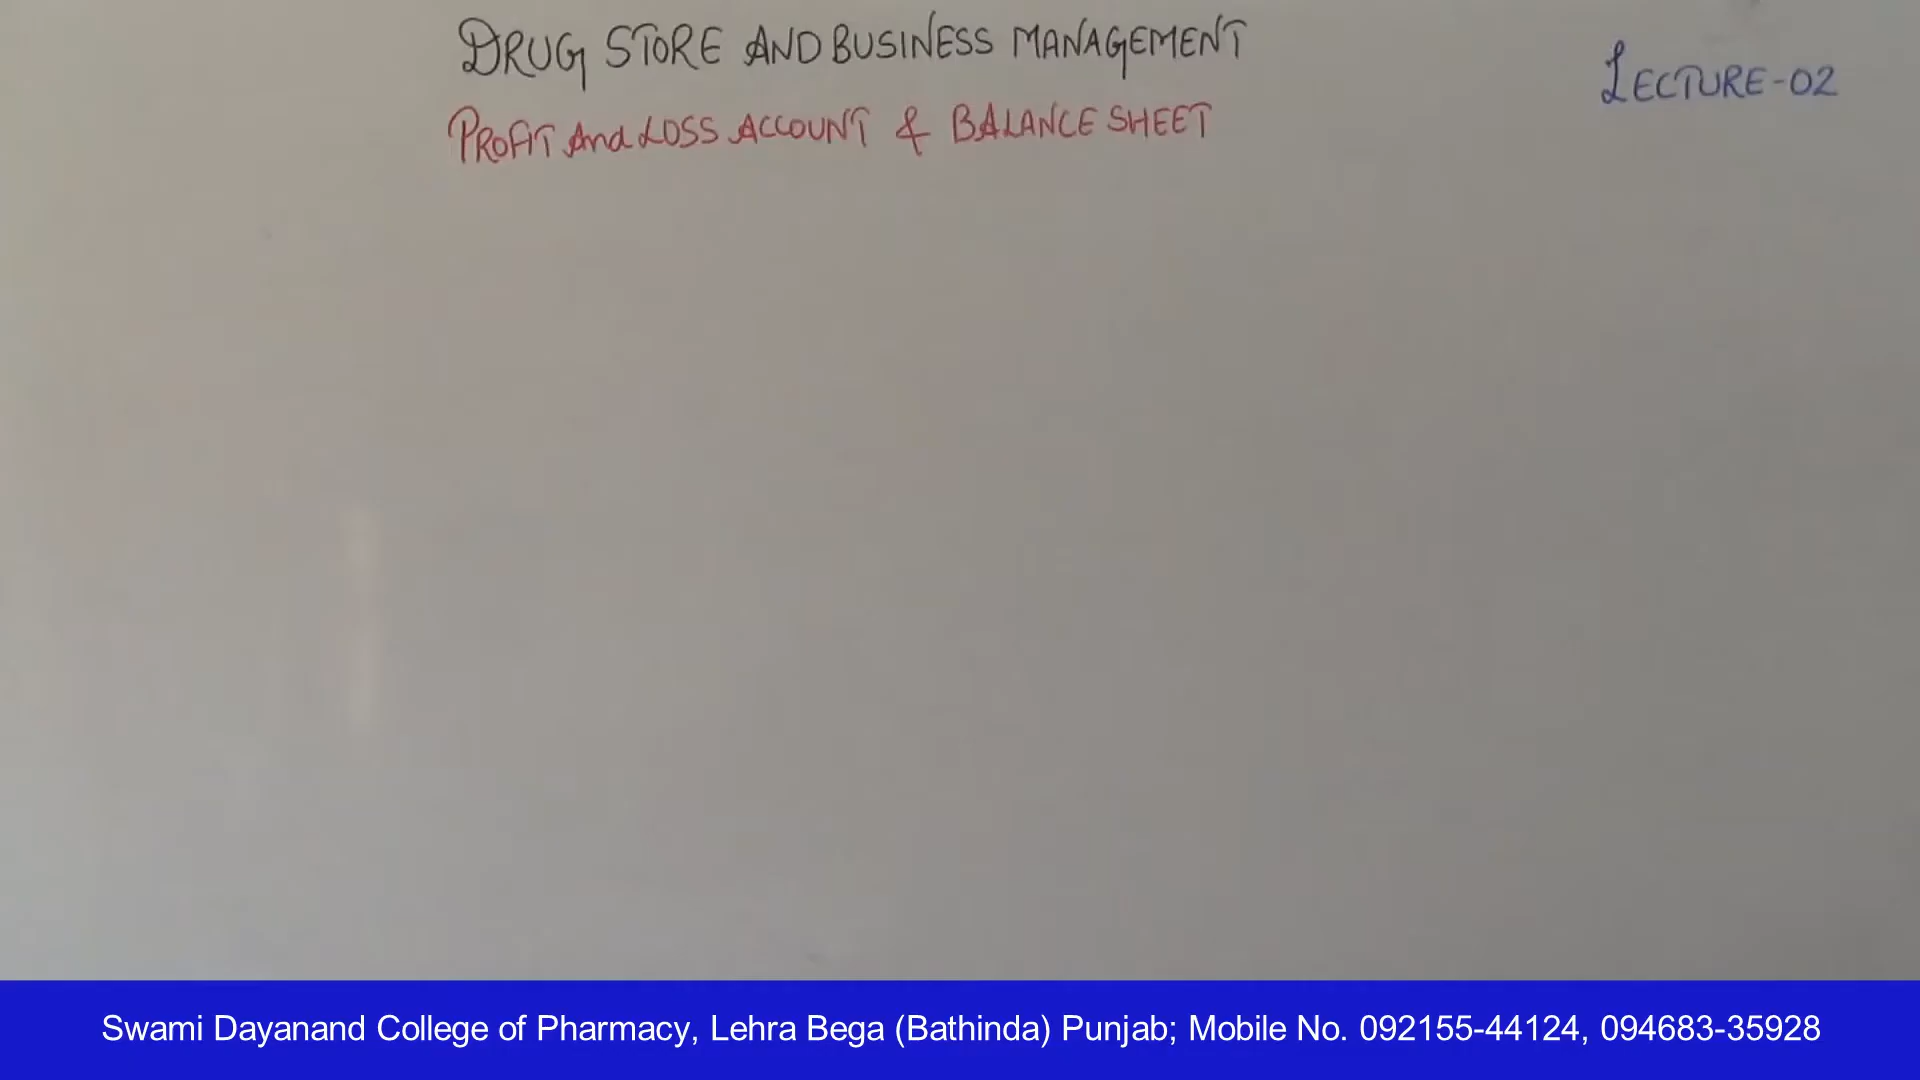 DRUG STORE AND BUSINESS MANAGEMENT
LECTURE-02
PROFIT And LOSS ACCOUNT & BALANCE SHEET
Swami Dayanand College of Pharmacy, Lehra Bega (Bathinda) Punjab; Mobile No. 092155-44124, 094683-35928